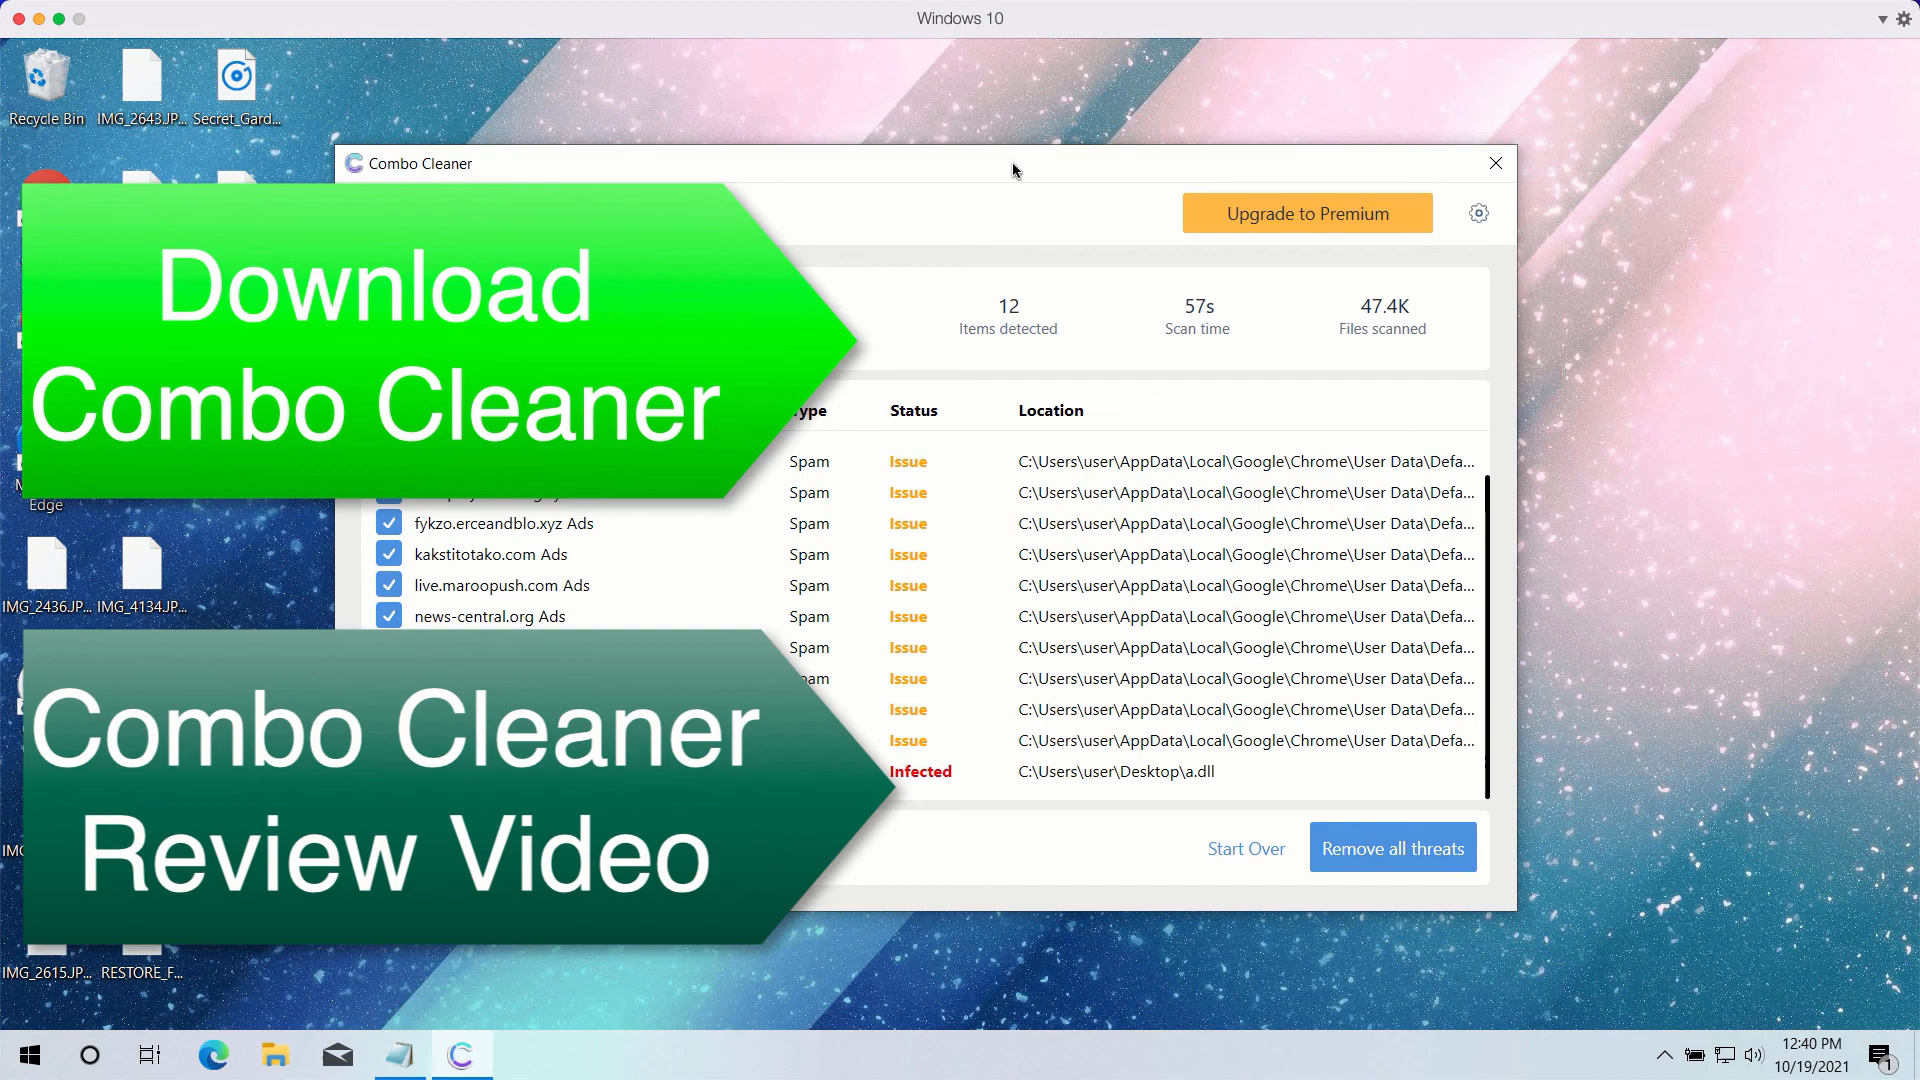 Windows 10
Recycle Bin
IMG_2643.JP...
Secret_Gard...
Combo Cleaner
Upgrade to Premium
Download
Combo Cleaner
12
Items detected
57s
Scan time
47.4K
Files scanned
Status
Location
Spam Issue C:\Users\user\AppData\Local\Google\Chrome\User Data\Defa...
Spam Issue C:\Users\user\AppData\Local\Google\Chrome\User Data\Defa...
fykzo.erceandblo.xyz Ads Spam Issue C:\Users\user\AppData\Local\Google\Chrome\User Data\Defa...
kakstitotako.com Ads Spam Issue C:\Users\user\AppData\Local\Google\Chrome\User Data\Defa...
live.maroopush.com Ads Spam Issue C:\Users\user\AppData\Local\Google\Chrome\User Data\Defa...
news-central.org Ads Spam Issue C:\Users\user\AppData\Local\Google\Chrome\User Data\Defa...
Spam Issue C:\Users\user\AppData\Local\Google\Chrome\User Data\Defa...
Issue C:\Users\user\AppData\Local\Google\Chrome\User Data\Defa...
Issue C:\Users\user\AppData\Local\Google\Chrome\User Data\Defa...
Issue C:\Users\user\AppData\Local\Google\Chrome\User Data\Defa...
Infected C:\Users\user\Desktop\a.dll
Edge
IMG_2436.JP...
IMG_4134.JP...
Combo Cleaner
Review Video
Start Over
Remove all threats
IMG_2615.JP...
RESTORE_F...
12:40 PM
10/19/2021
1